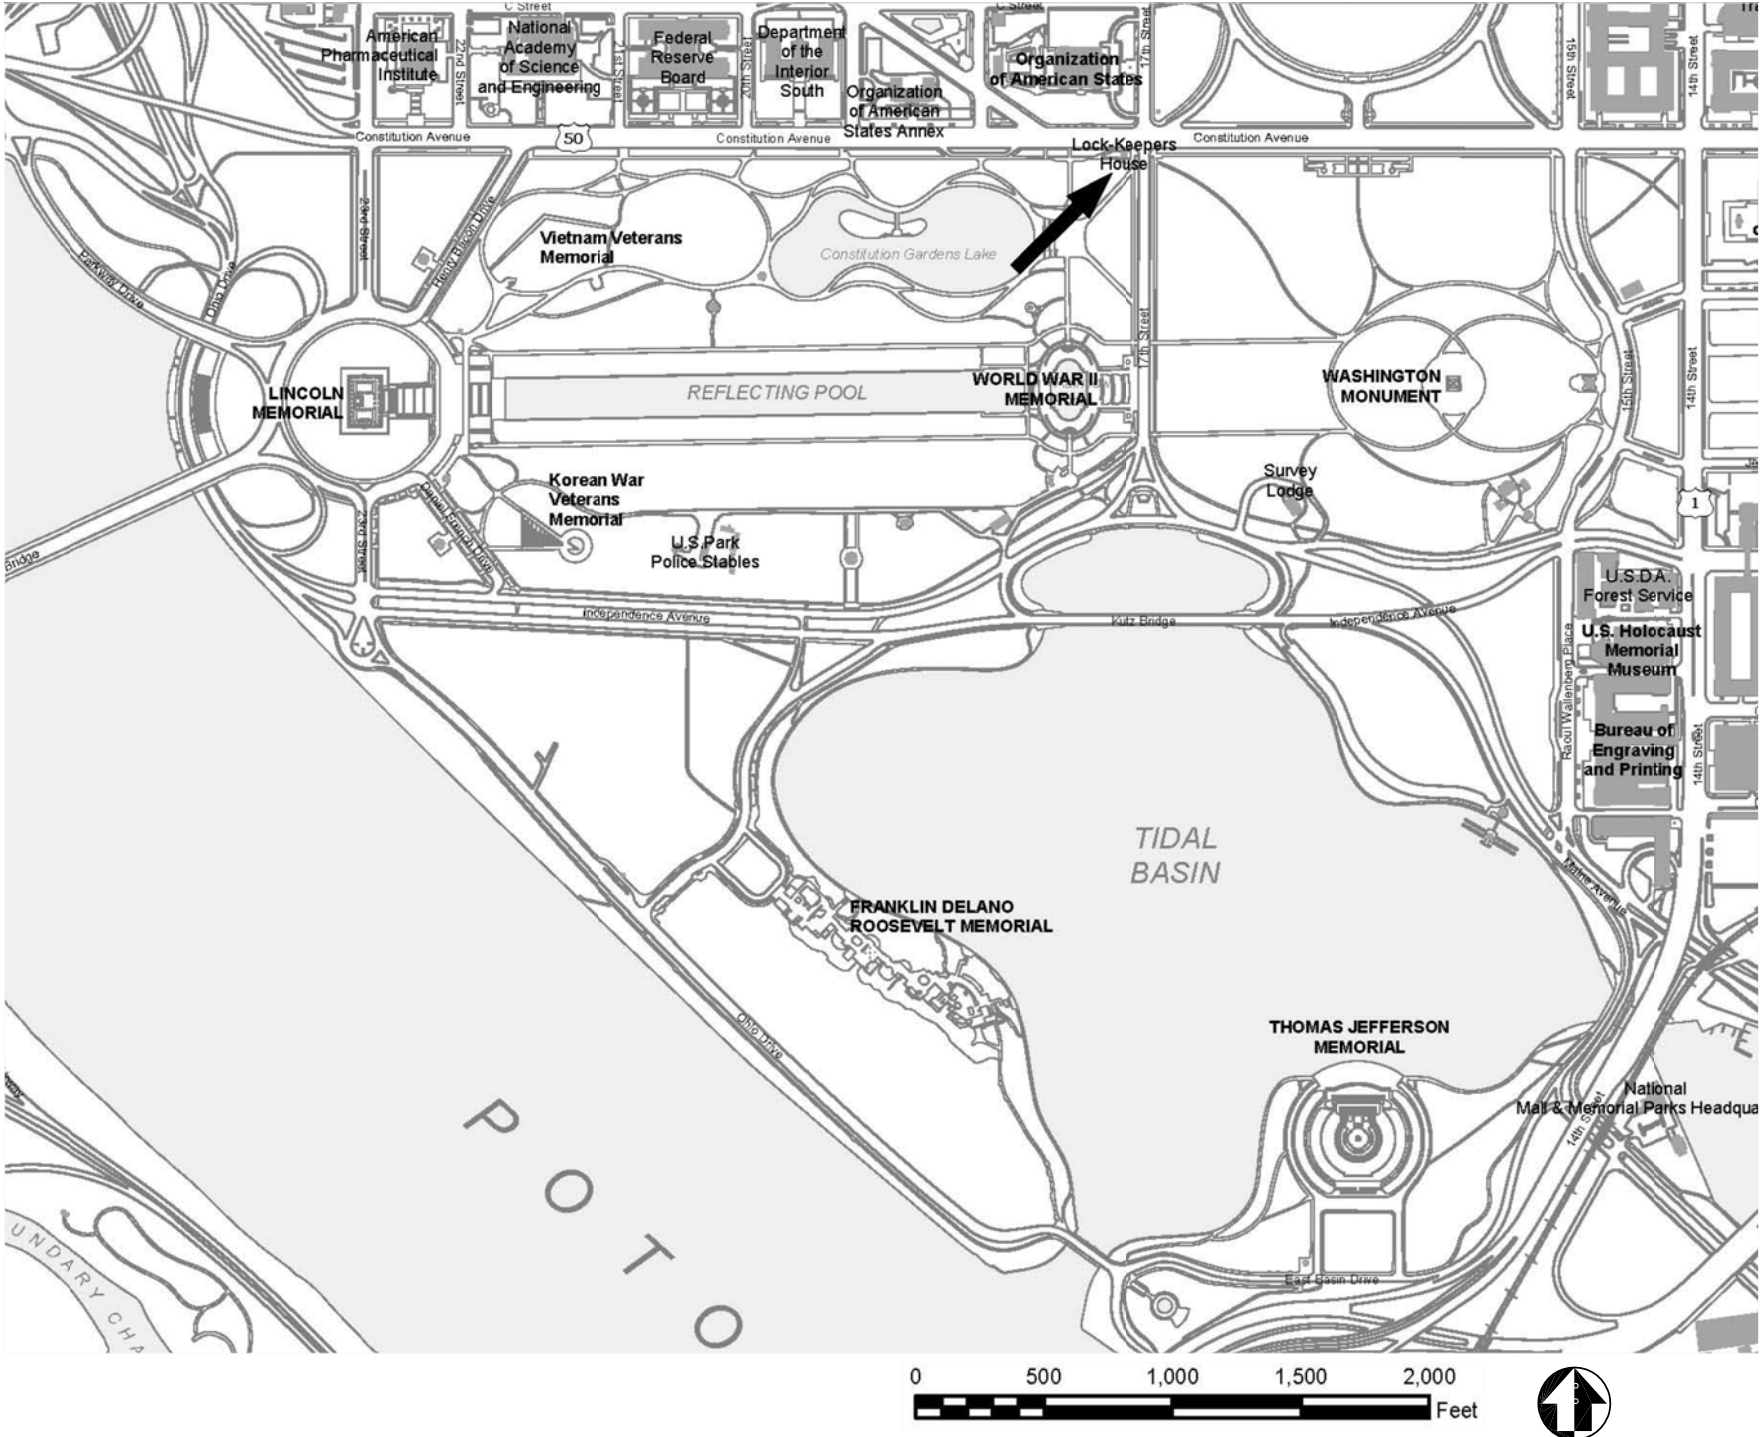 C Street
C Street
American
Pharmaceutical
Institute
22nd Street
National
Academy
of Science
and Engineering
21st Street
Federal
Reserve
Board
20th Street
Department
of the
Interior
South
Organization
of American
States Annex
Organization
of American States
17th Street
15th Street
14th Street
Constitution Avenue
50
Constitution Avenue
Constitution Avenue
Lock-Keepers
House
23rd Street
Henry Bacon Drive
Parkway Drive
Ohio Drive
Vietnam Veterans
Memorial
Constitution Gardens Lake
17th Street
LINCOLN
MEMORIAL
REFLECTING POOL
WORLD WAR II
MEMORIAL
WASHINGTON
MONUMENT
15th Street
14th Street
Korean War
Veterans
Memorial
Survey
Lodge
1
23rd Street
Daniel French Drive
U.S.Park
Police Stables
Bridge
Independence Avenue
Kutz Bridge
Independence Avenue
U.S.D.A.
Forest Service
U.S. Holocaust
Memorial
Museum
Raoul Wallenberg Place
Bureau of
Engraving
and Printing
14th Street
TIDAL
BASIN
Maine Avenue
FRANKLIN DELANO
ROOSEVELT MEMORIAL
Ohio Drive
THOMAS JEFFERSON
MEMORIAL
National
Mall & Memorial Parks Headqua
14th Street
POTO
UNDARY CHA
East Basin Drive
0 500 1,000 1,500 2,000
Feet